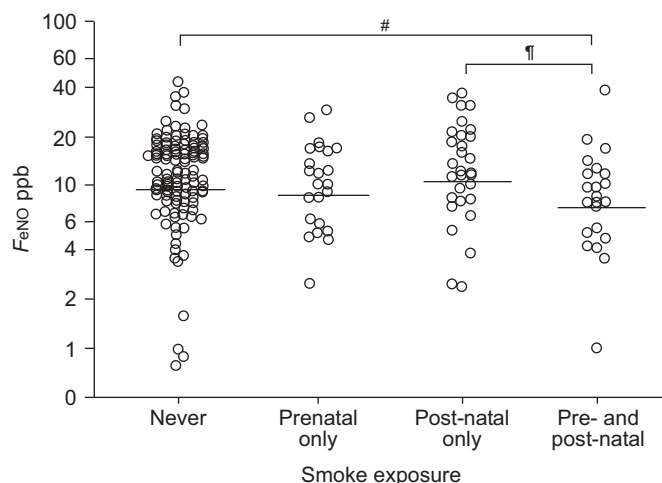 100
60
40
20
10
6
4
2
1
0
FeNO ppb
#
¶
Never
Prenatal
only
Post-natal
only
Pre- and
post-natal
Smoke exposure